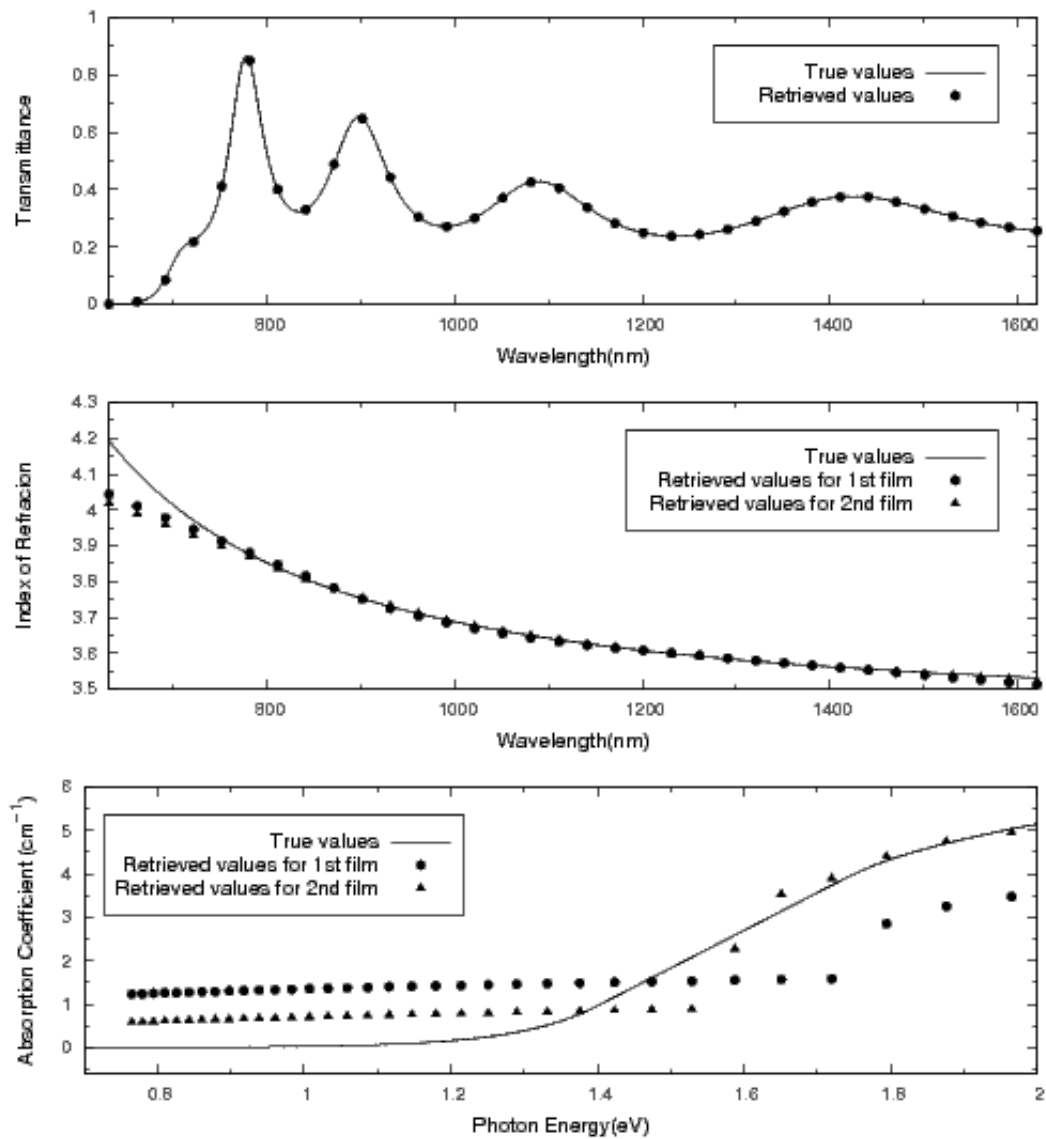 1
0.8
0.6
0.4
0.2
0
Transmittance
True values
Retrieved values
800
1000
1200
1400
1600
Wavelength(nm)
4.3
4.2
4.1
4
3.9
3.8
3.7
3.6
3.5
Index of Refracion
True values
Retrieved values for 1st film
Retrieved values for 2nd film
800
1000
1200
1400
1600
Wavelength(nm)
6
5
4
3
2
1
0
Absorption Coefficient (cm⁻¹)
True values
Retrieved values for 1st film
Retrieved values for 2nd film
0.8
1
1.2
1.4
1.6
1.8
2
Photon Energy(eV)